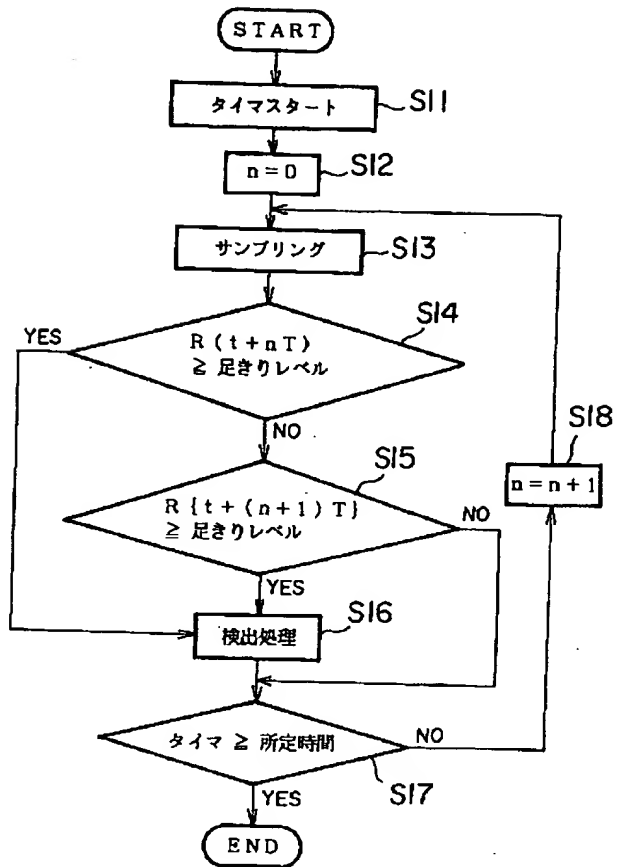 START
タイマスタート
S11
n=0
S12
サンプリング
S13
R(t+nT)
≧ 足きりレベル
S14
YES
NO
R{t+(n+1)T}
≧ 足きりレベル
S15
NO
YES
n=n+1
S18
検出処理
S16
タイマ ≧ 所定時間
S17
NO
YES
END